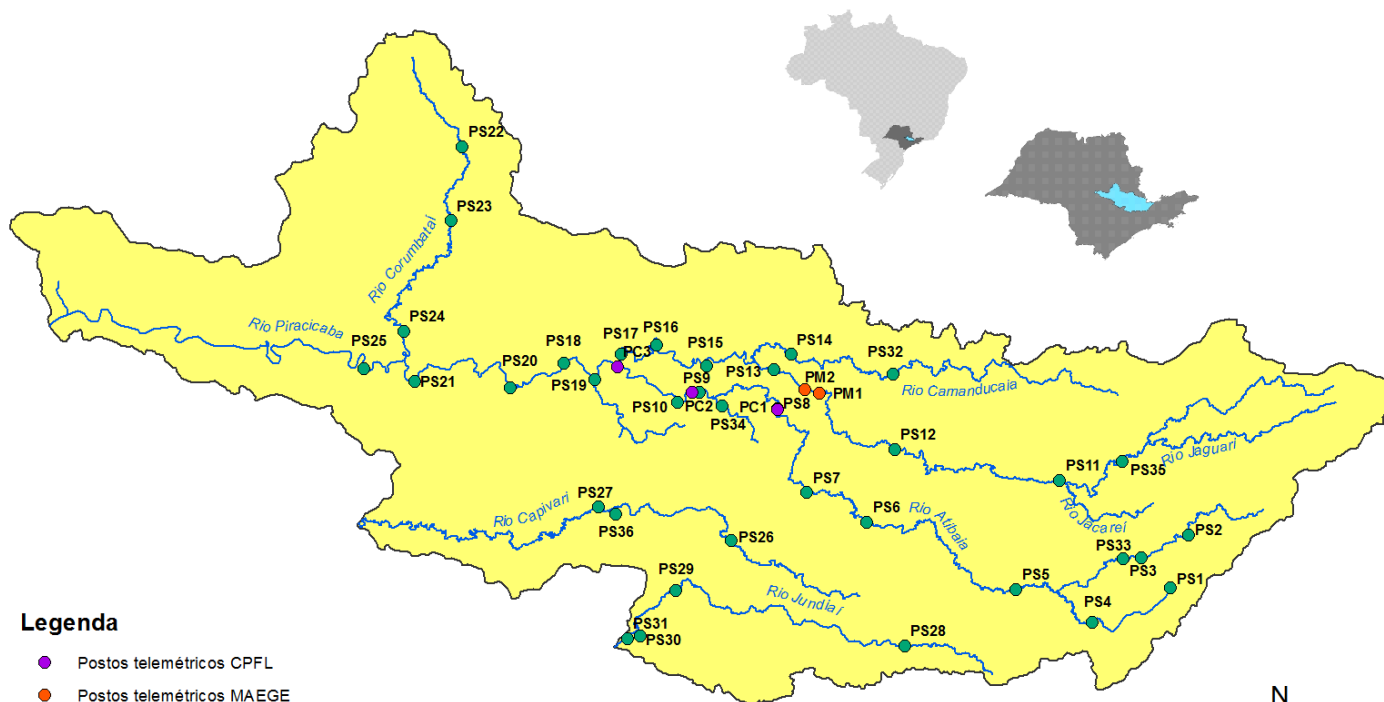 PS22
PS23
Rio Corumbataí
PS24
Rio Piracicaba
PS25
PS21
PS20
PS18
PS19
PS17
PC3
PS16
PS15
PS14
PS13
PS32
Rio Camanducaia
PM2
PM1
PS9
PS10
PC2
PS34
PC1
PS8
PS12
PS11
PS35
Rio Jaguari
Rio Jacareí
PS7
PS6
Rio Atibaia
PS2
PS33
PS3
PS1
PS5
PS4
PS27
Rio Capivari
PS36
PS26
PS29
Rio Jundiaí
PS28
PS31
PS30
Legenda
Postos telemétricos CPFL
Postos telemétricos MAEGE
N